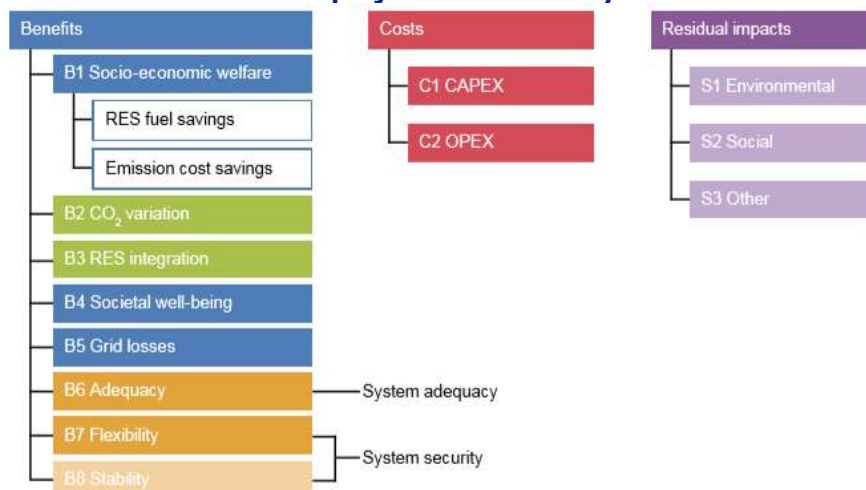 Benefits
B1 Socio-economic welfare
RES fuel savings
Emission cost savings
B2 CO₂ variation
B3 RES integration
B4 Societal well-being
B5 Grid losses
B6 Adequacy
System adequacy
B7 Flexibility
System security
B8 Stability
Costs
C1 CAPEX
C2 OPEX
Residual impacts
S1 Environmental
S2 Social
S3 Other